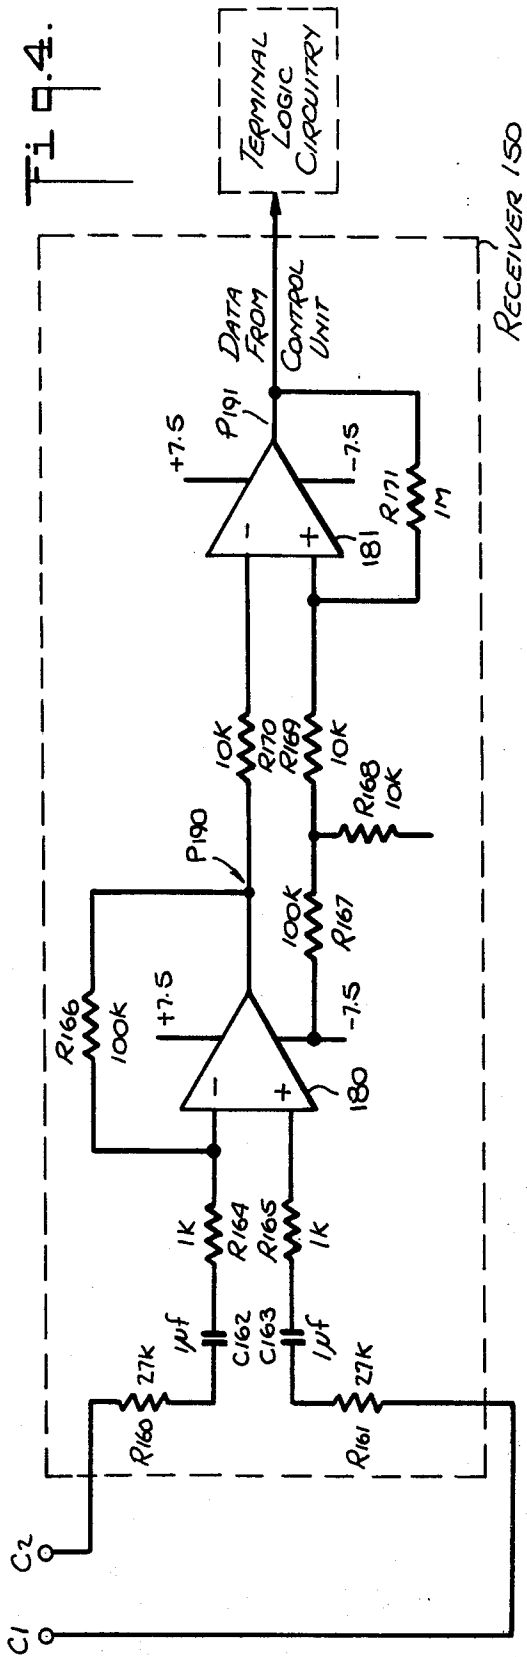 Fig.4.
C1
C2
R160
27K
R161
27K
1µf
C162
C163
1µf
1K
R164
R165
1K
R166
100K
-
+
+7.5
-7.5
180
P190
100K
R167
R168
10K
10K
R170
R169
10K
-
+
+7.5
-7.5
181
P191
R171
1M
DATA
FROM
CONTROL
UNIT
TERMINAL
LOGIC
CIRCUITRY
RECEIVER 150